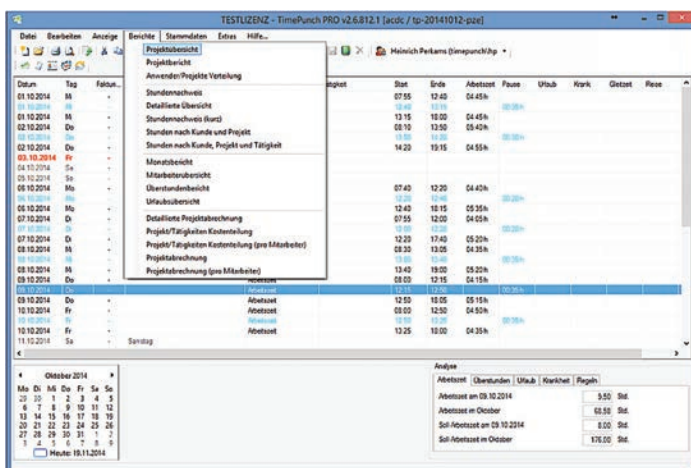 TESTLIZENZ - TimePunch PRO v2.6.812.1 [acdc / tp-20141012-pze]
Datei Bearbeiten Anzeige Berichte Stammdaten Extras Hilfe...
Heinrich Perkams (timepunch\hp
Projektübersicht
Projektbericht
Anwender/Projekte Verteilung
Stundennachweis
Detaillierte Übersicht
Stundennachweis (kurz)
Stunden nach Kunde und Projekt
Stunden nach Kunde, Projekt und Tätigkeit
Monatsbericht
Mitarbeiterübersicht
Überstundenbericht
Urlaubsübersicht
Detaillierte Projektabrechnung
Projekt/Tätigkeiten Kostenteilung
Projekt/Tätigkeiten Kostenteilung (pro Mitarbeiter)
Projektabrechnung
Projektabrechnung (pro Mitarbeiter)
Datum Tag Faktur... Start Ende Arbeitszeit Pause Urlaub Krank Gleitzeit Reise
01.10.2014 Mi 07:55 12:40 04:45h
01.10.2014 Mi 13:15 18:00 04:45h
02.10.2014 Do 08:10 13:50 05:40h
02.10.2014 Do 14:20 19:15 04:55h
03.10.2014 Fr
04.10.2014 Sa
05.10.2014 So
06.10.2014 Mo 07:40 12:20 04:40h
06.10.2014 Mo 12:40 18:15 05:35h
07.10.2014 Di 07:55 12:00 04:05h
07.10.2014 Di 12:20 17:40 05:20h
08.10.2014 Mi 08:30 13:05 04:35h
08.10.2014 Mi 13:40 19:00 05:20h
09.10.2014 Do Arbeitszeit 08:00 12:15 04:15h
09.10.2014 Do Arbeitszeit 12:15 12:50 00:35h
09.10.2014 Do Arbeitszeit 12:50 18:05 05:15h
10.10.2014 Fr Arbeitszeit 08:00 12:50 04:50h
10.10.2014 Fr Arbeitszeit 13:25 18:00 04:35h
11.10.2014 Sa Samstag
Oktober 2014
Mo Di Mi Do Fr Sa So
29 30 1 2 3 4 5
6 7 8 9 10 11 12
13 14 15 16 17 18 19
20 21 22 23 24 25 26
27 28 29 30 31 1 2
3 4 5 6 7 8 9
Heute: 19.11.2014
Analyse
Arbeitszeit Überstunden Urlaub Krankheit Regeln
Arbeitszeit am 09.10.2014 9.50 Std.
Arbeitszeit im Oktober 68.58 Std.
Soll-Arbeitszeit am 09.10.2014 8.00 Std.
Soll-Arbeitszeit im Oktober 176.00 Std.